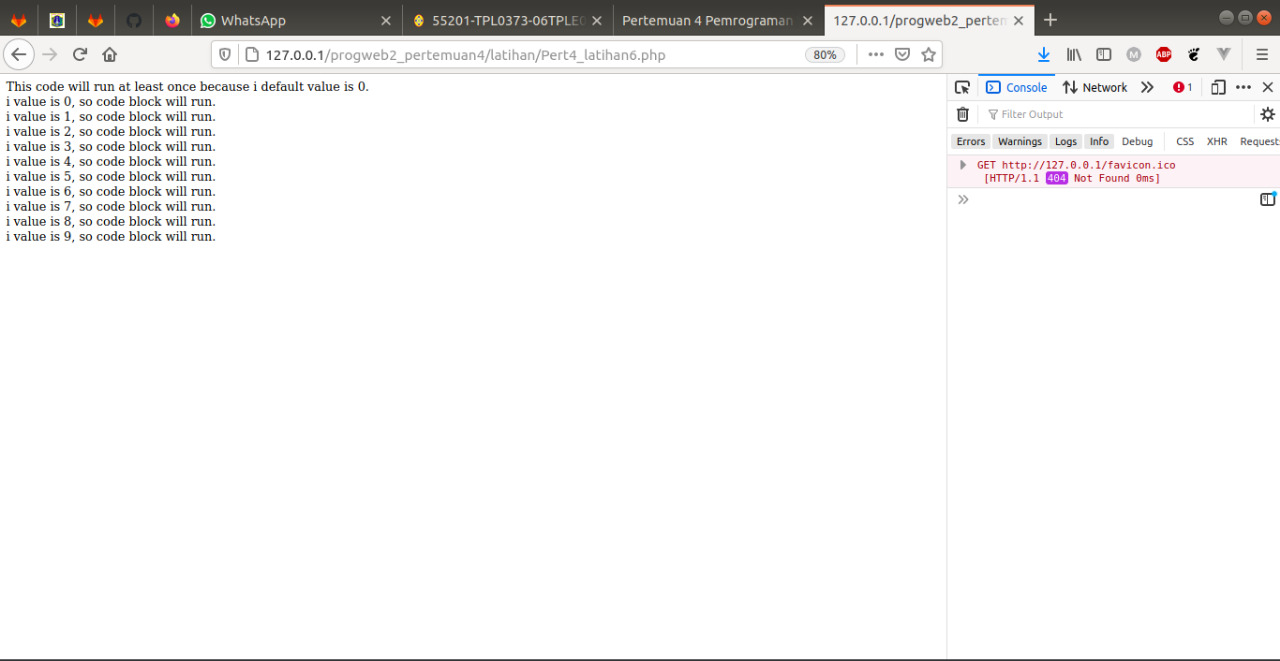 WhatsApp
55201-TPL0373-06TPLE0
Pertemuan 4 Pemrograman
127.0.0.1/progweb2_pertem
127.0.0.1/progweb2_pertemuan4/latihan/Pert4_latihan6.php
80%
M
ABP
This code will run at least once because i default value is 0.
i value is 0, so code block will run.
i value is 1, so code block will run.
i value is 2, so code block will run.
i value is 3, so code block will run.
i value is 4, so code block will run.
i value is 5, so code block will run.
i value is 6, so code block will run.
i value is 7, so code block will run.
i value is 8, so code block will run.
i value is 9, so code block will run.
Console
Network
1
Filter Output
Errors Warnings Logs Info Debug CSS XHR Requests
GET http://127.0.0.1/favicon.ico
[HTTP/1.1 404 Not Found 0ms]